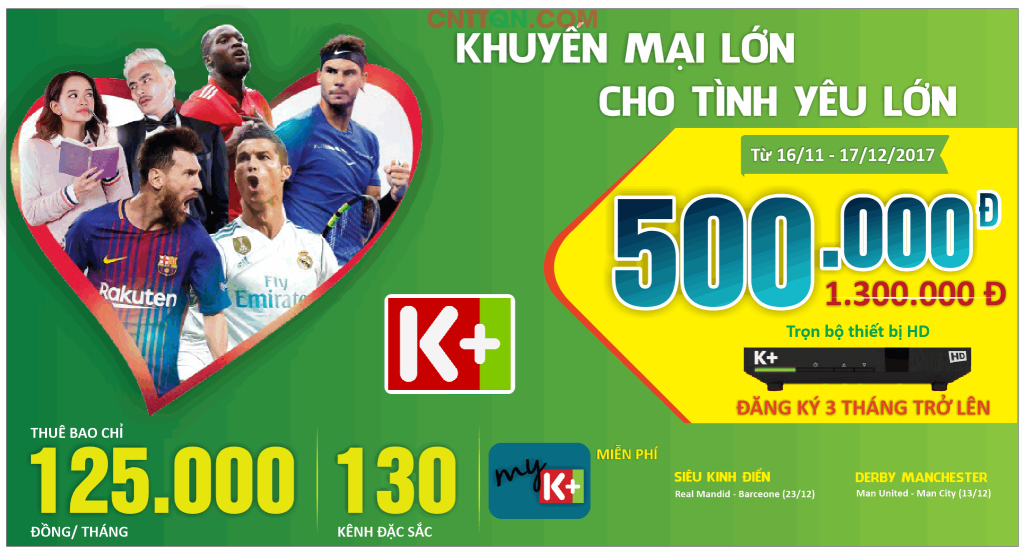 CNTTQN.COM
KHUYẾN MẠI LỚN
CHO TÌNH YÊU LỚN
Từ 16/11 - 17/12/2017
500.000Đ
1.300.000 Đ
Trọn bộ thiết bị HD
K+
HD
ĐĂNG KÝ 3 THÁNG TRỞ LÊN
Rakuten
Fly
Emirates
K+
THUÊ BAO CHỈ
125.000
ĐỒNG/ THÁNG
130
KÊNH ĐẶC SẮC
my K+
MIỄN PHÍ
SIÊU KINH ĐIỂN
Real Mandid - Barceone (23/12)
DERBY MANCHESTER
Man United - Man City (13/12)